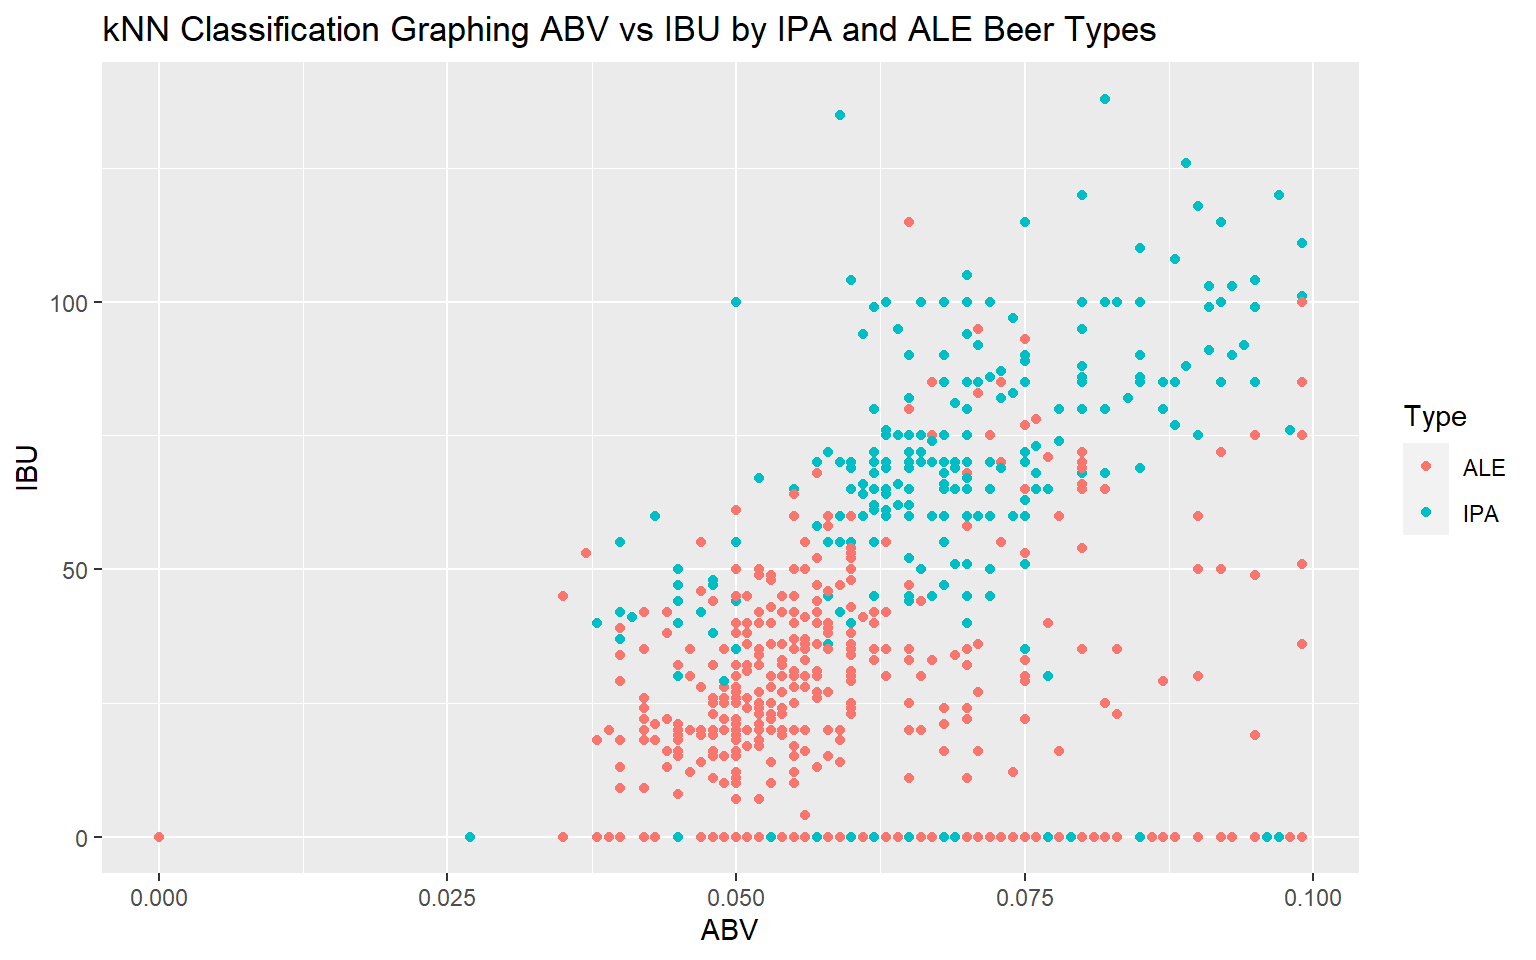 kNN Classification Graphing ABV vs IBU by IPA and ALE Beer Types
IBU
100
50
0
0.000
0.025
0.050
0.075
0.100
ABV
Type
ALE
IPA